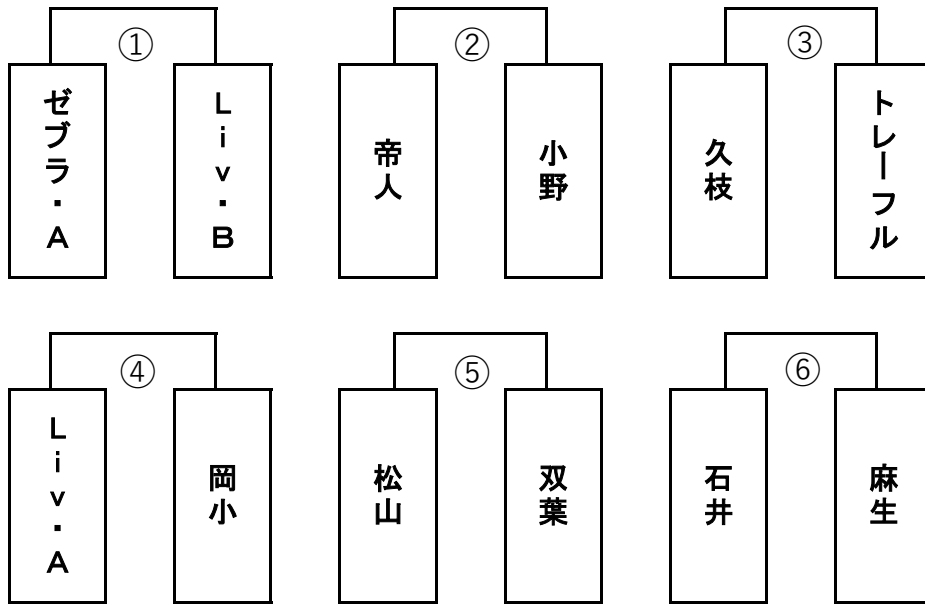 ①
ゼブラ・A
Liv・B
②
帝人
小野
③
久枝
トレーフル
④
Liv・A
岡小
⑤
松山
双葉
⑥
石井
麻生